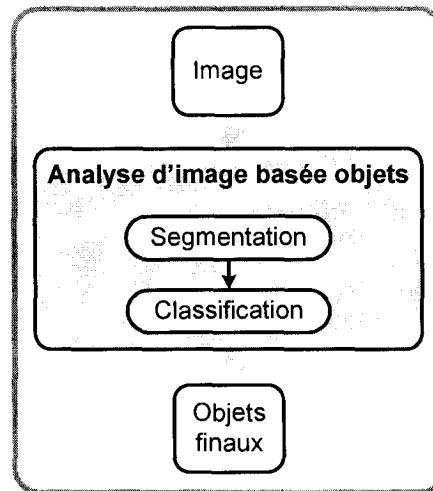 Image
Analyse d'image basée objets
Segmentation
Classification
Objets
finaux